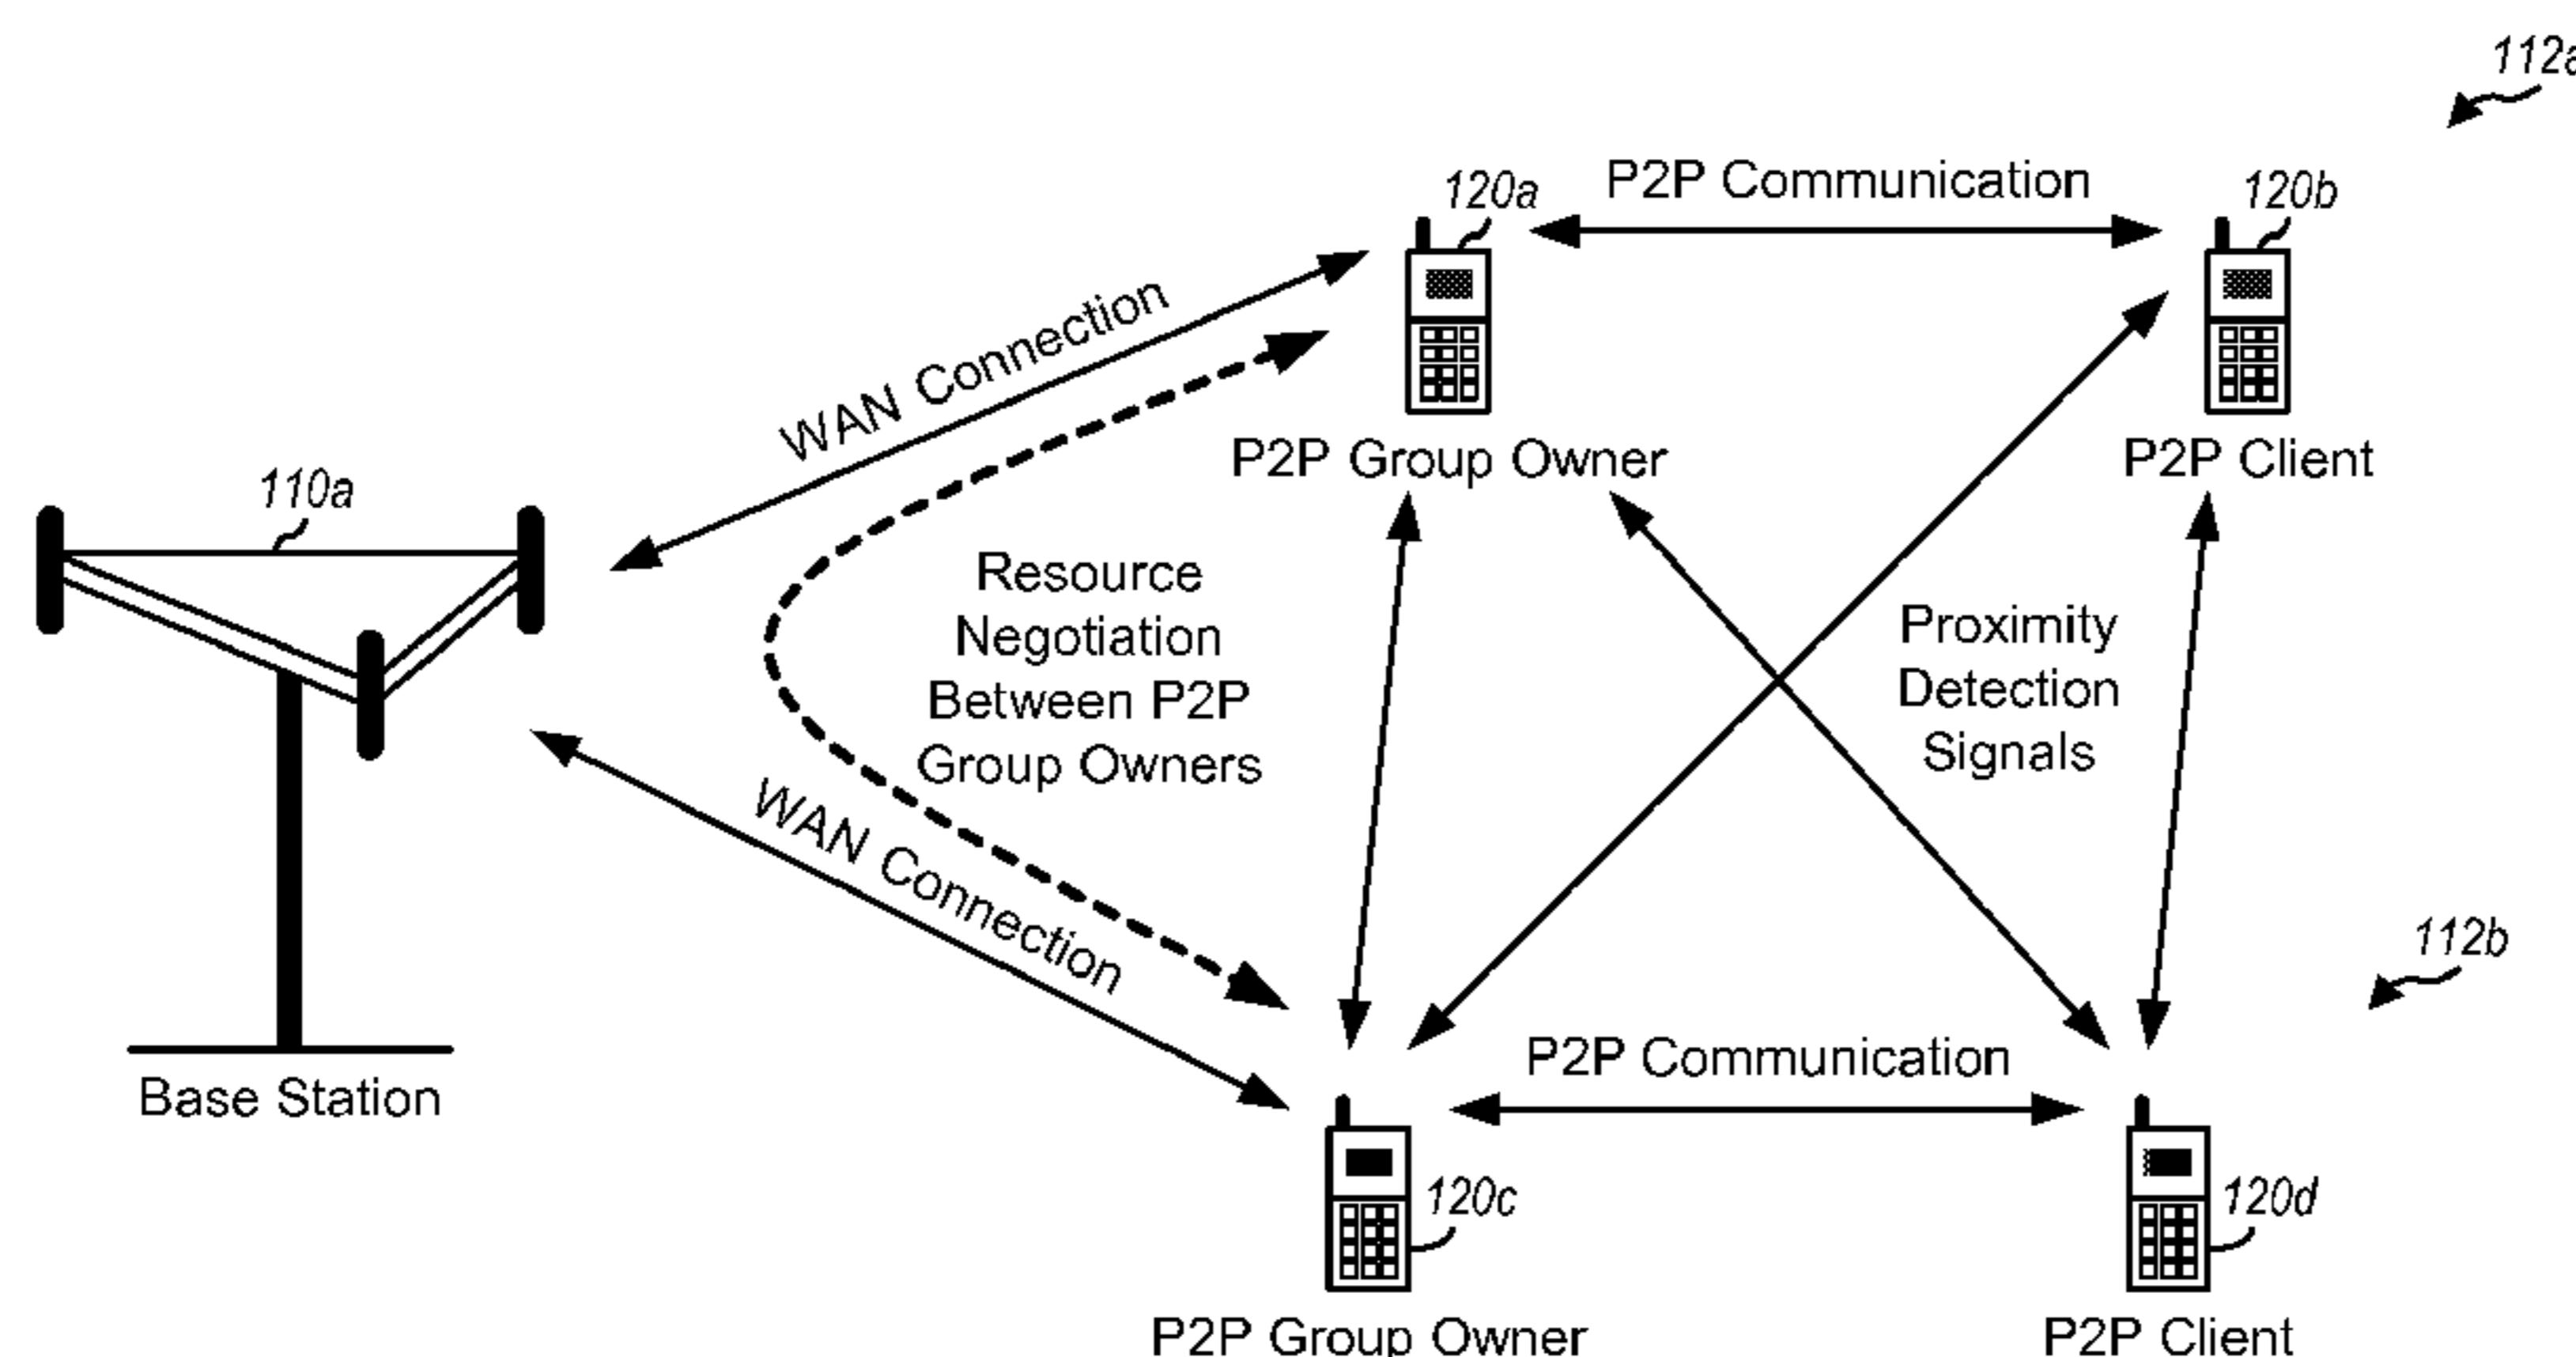 112a
120a
P2P Communication
120b
WAN Connection
P2P Group Owner
P2P Client
110a
Resource
Negotiation
Between P2P
Group Owners
Proximity
Detection
Signals
WAN Connection
112b
Base Station
P2P Communication
120c
120d
P2P Group Owner
P2P Client